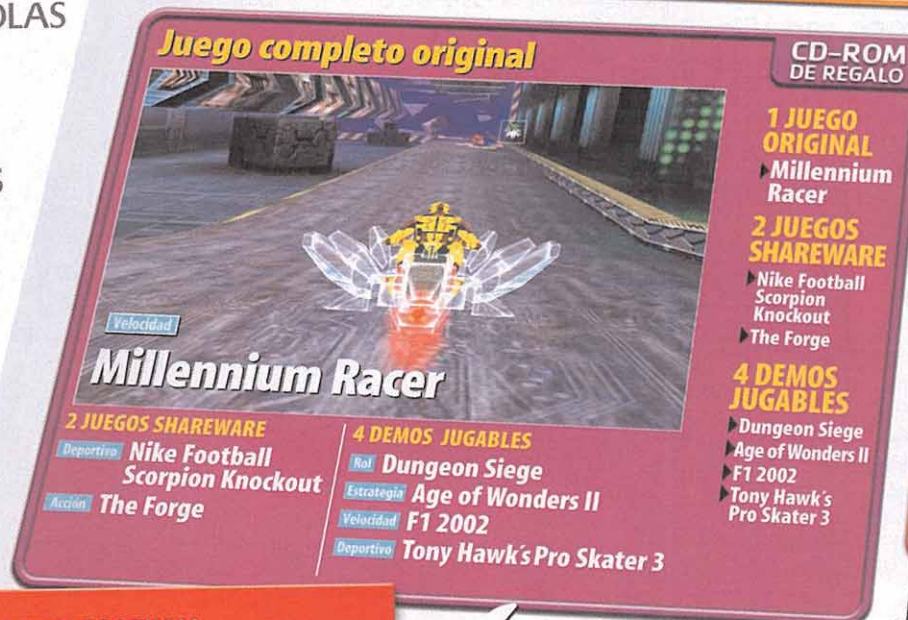 Juego completo original
CD-ROM
DE REGALO
Velocidad
Millennium Racer
2 JUEGOS SHAREWARE
Deportivo Nike Football
Scorpion Knockout
Acción The Forge
4 DEMOS JUGABLES
Rol Dungeon Siege
Estrategia Age of Wonders II
Velocidad F1 2002
Deportivo Tony Hawk´s Pro Skater 3
1 JUEGO
ORIGINAL
Millennium
Racer
2 JUEGOS
SHAREWARE
Nike Football
Scorpion
Knockout
The Forge
4 DEMOS
JUGABLES
Dungeon Siege
Age of Wonders II
F1 2002
Tony Hawk´s
Pro Skater 3